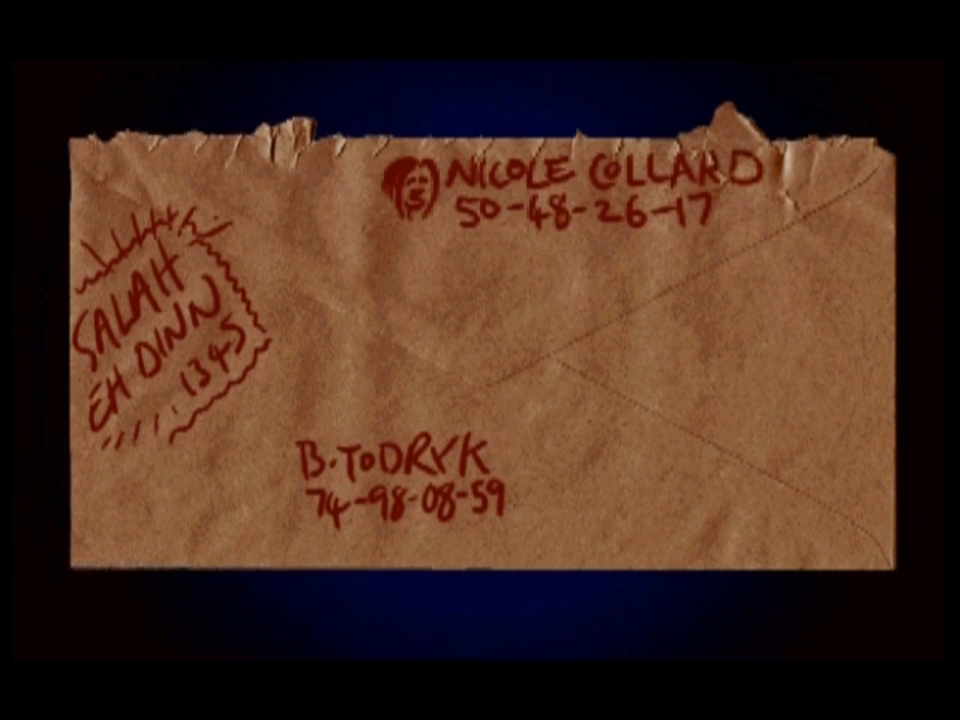 NICOLE COLLARD
50-48-26-17
SALAH
EH DINN
1345
B. TODRYK
74-98-08-59